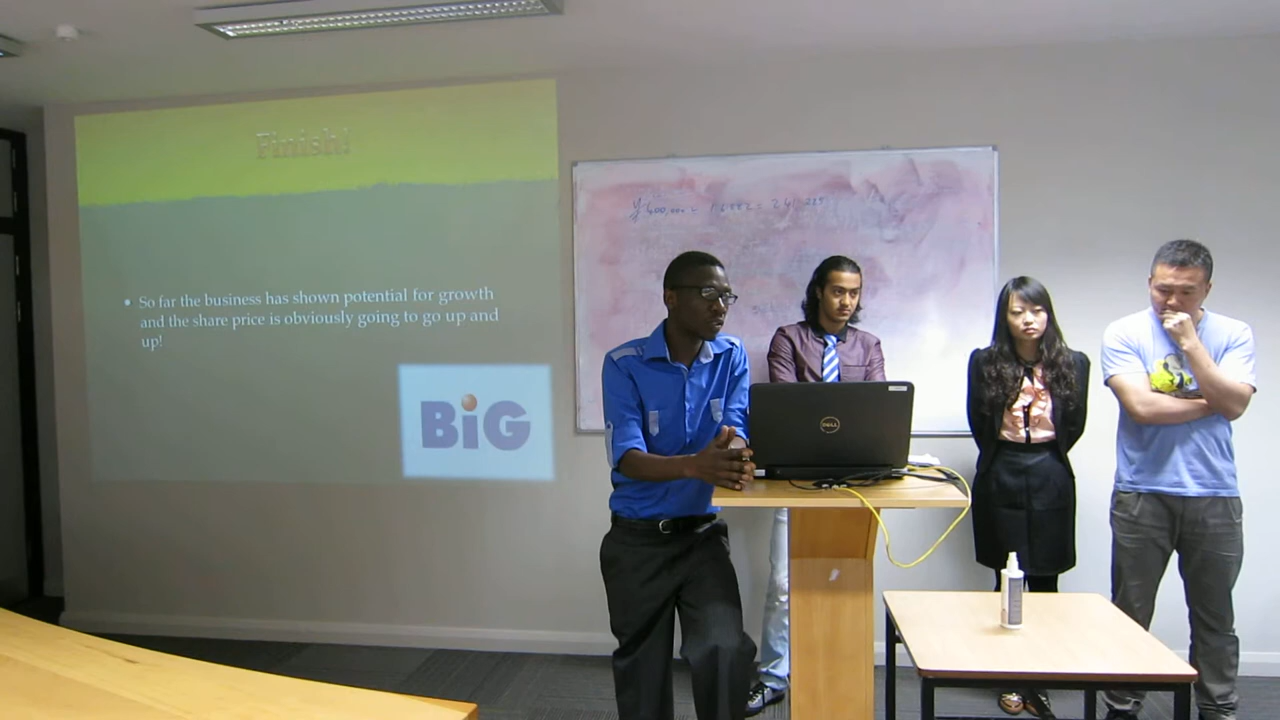 Finish!
• So far the business has shown potential for growth
and the share price is obviously going to go up and
up!
BiG
DELL